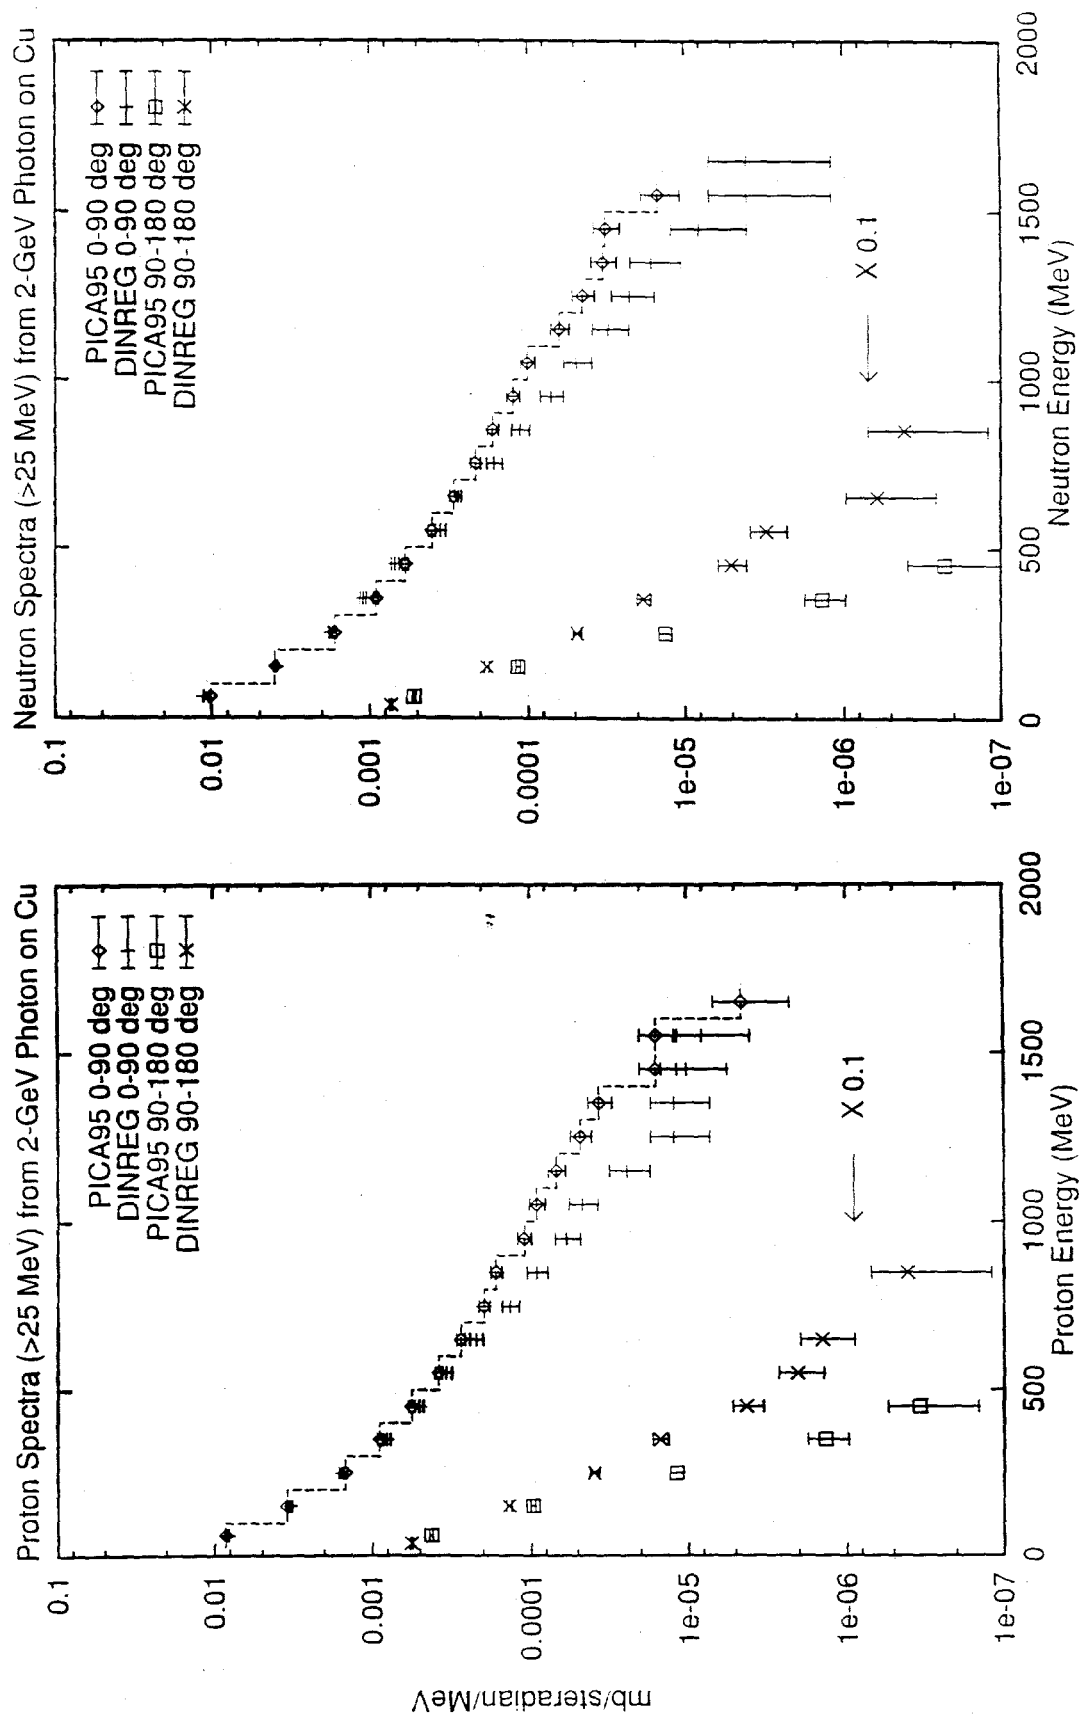 Proton Spectra (>25 MeV) from 2-GeV Photon on Cu
PICA95 0-90 deg
DINREG 0-90 deg
PICA95 90-180 deg
DINREG 90-180 deg
X 0.1
0.1
0.01
0.001
0.0001
1e-05
1e-06
1e-07
mb/steradian/MeV
0
500
1000
1500
2000
Proton Energy (MeV)
Neutron Spectra (>25 MeV) from 2-GeV Photon on Cu
PICA95 0-90 deg
DINREG 0-90 deg
PICA95 90-180 deg
DINREG 90-180 deg
X 0.1
0.1
0.01
0.001
0.0001
1e-05
1e-06
1e-07
0
500
1000
1500
2000
Neutron Energy (MeV)